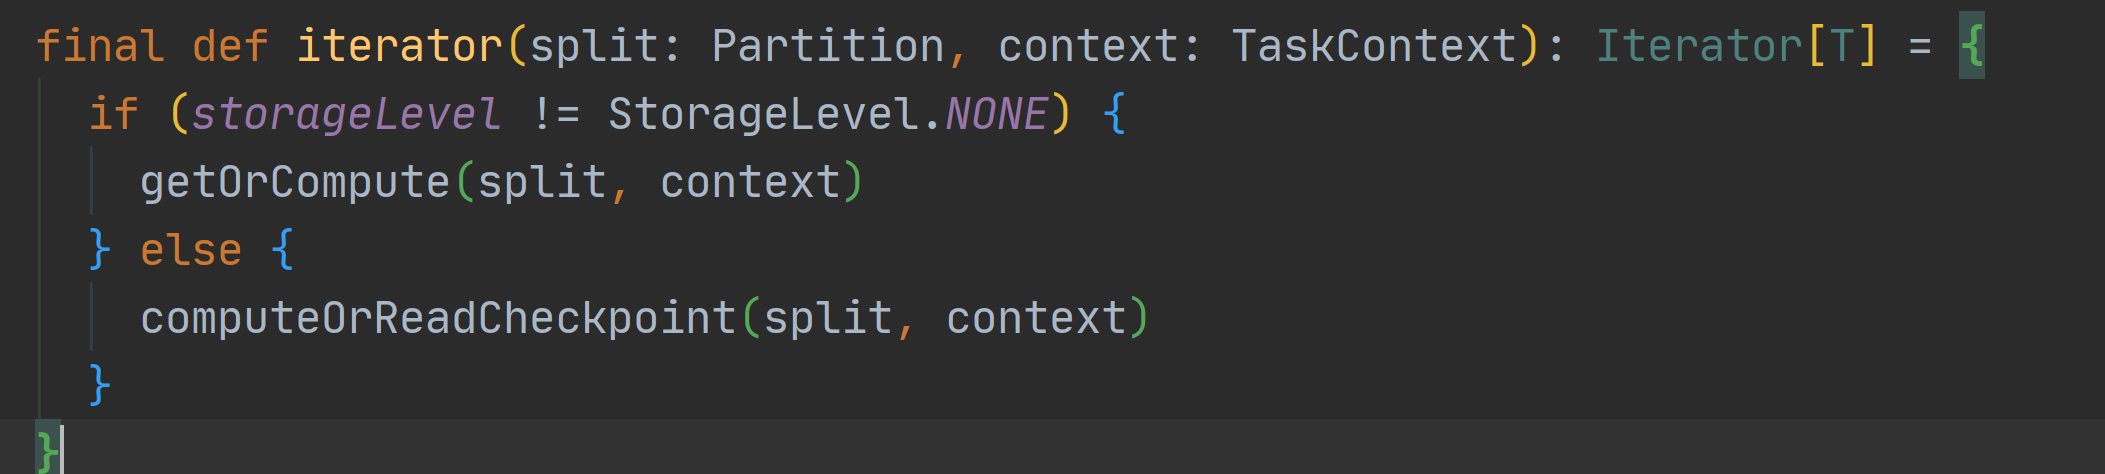 final def iterator(split: Partition, context: TaskContext): Iterator[T] = {
  if (storageLevel != StorageLevel.NONE) {
    getOrCompute(split, context)
  } else {
    computeOrReadCheckpoint(split, context)
  }
}